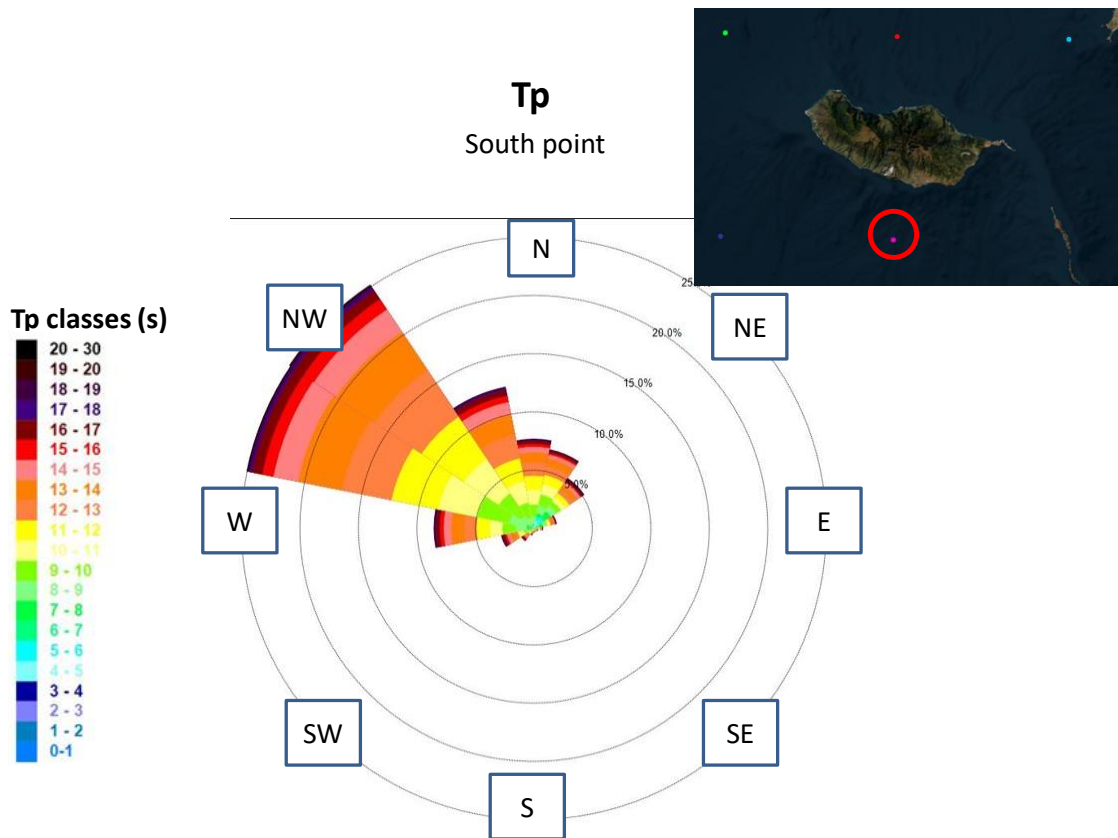 Tp
South point
N
NW
NE
25.
20.0%
15.0%
10.0%
5.0%
W
E
SW
SE
S
Tp classes (s)
20 - 30
19 - 20
18 - 19
17 - 18
16 - 17
15 - 16
14 - 15
13 - 14
12 - 13
11 - 12
10 - 11
9 - 10
8 - 9
7 - 8
6 - 7
5 - 6
4 - 5
3 - 4
2 - 3
1 - 2
0-1